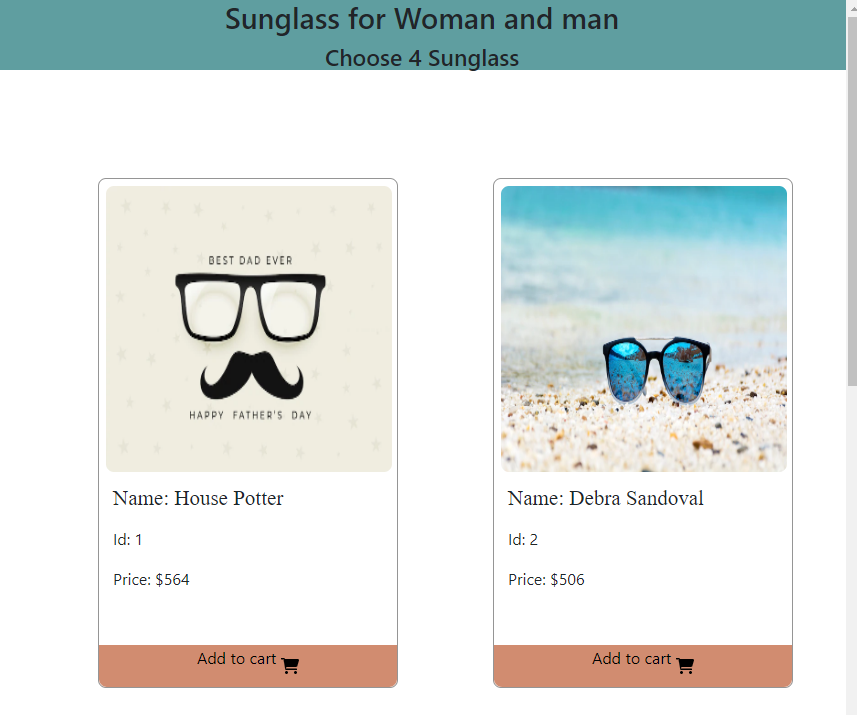 Sunglass for Woman and man
Choose 4 Sunglass
BEST DAD EVER
HAPPY FATHER'S DAY
Name: House Potter
Id: 1
Price: $564
Add to cart
Name: Debra Sandoval
Id: 2
Price: $506
Add to cart